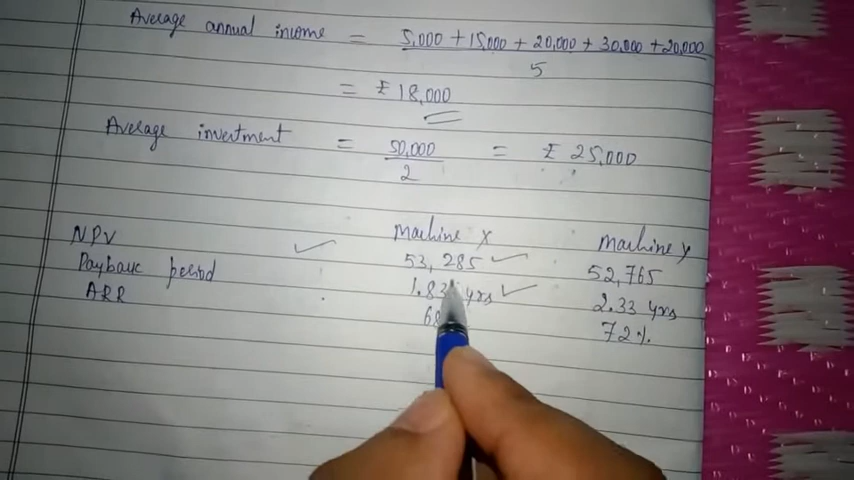 Average annual income = 5,000 + 15,000 + 20,000 + 30,000 + 20,000
5
= ₹ 18,000
Average investment = 50,000 = ₹ 25,000
2
Machine X Machine Y
NPV 53,285 52,765
Payback period yrs 2.33 yrs
ARR 72%